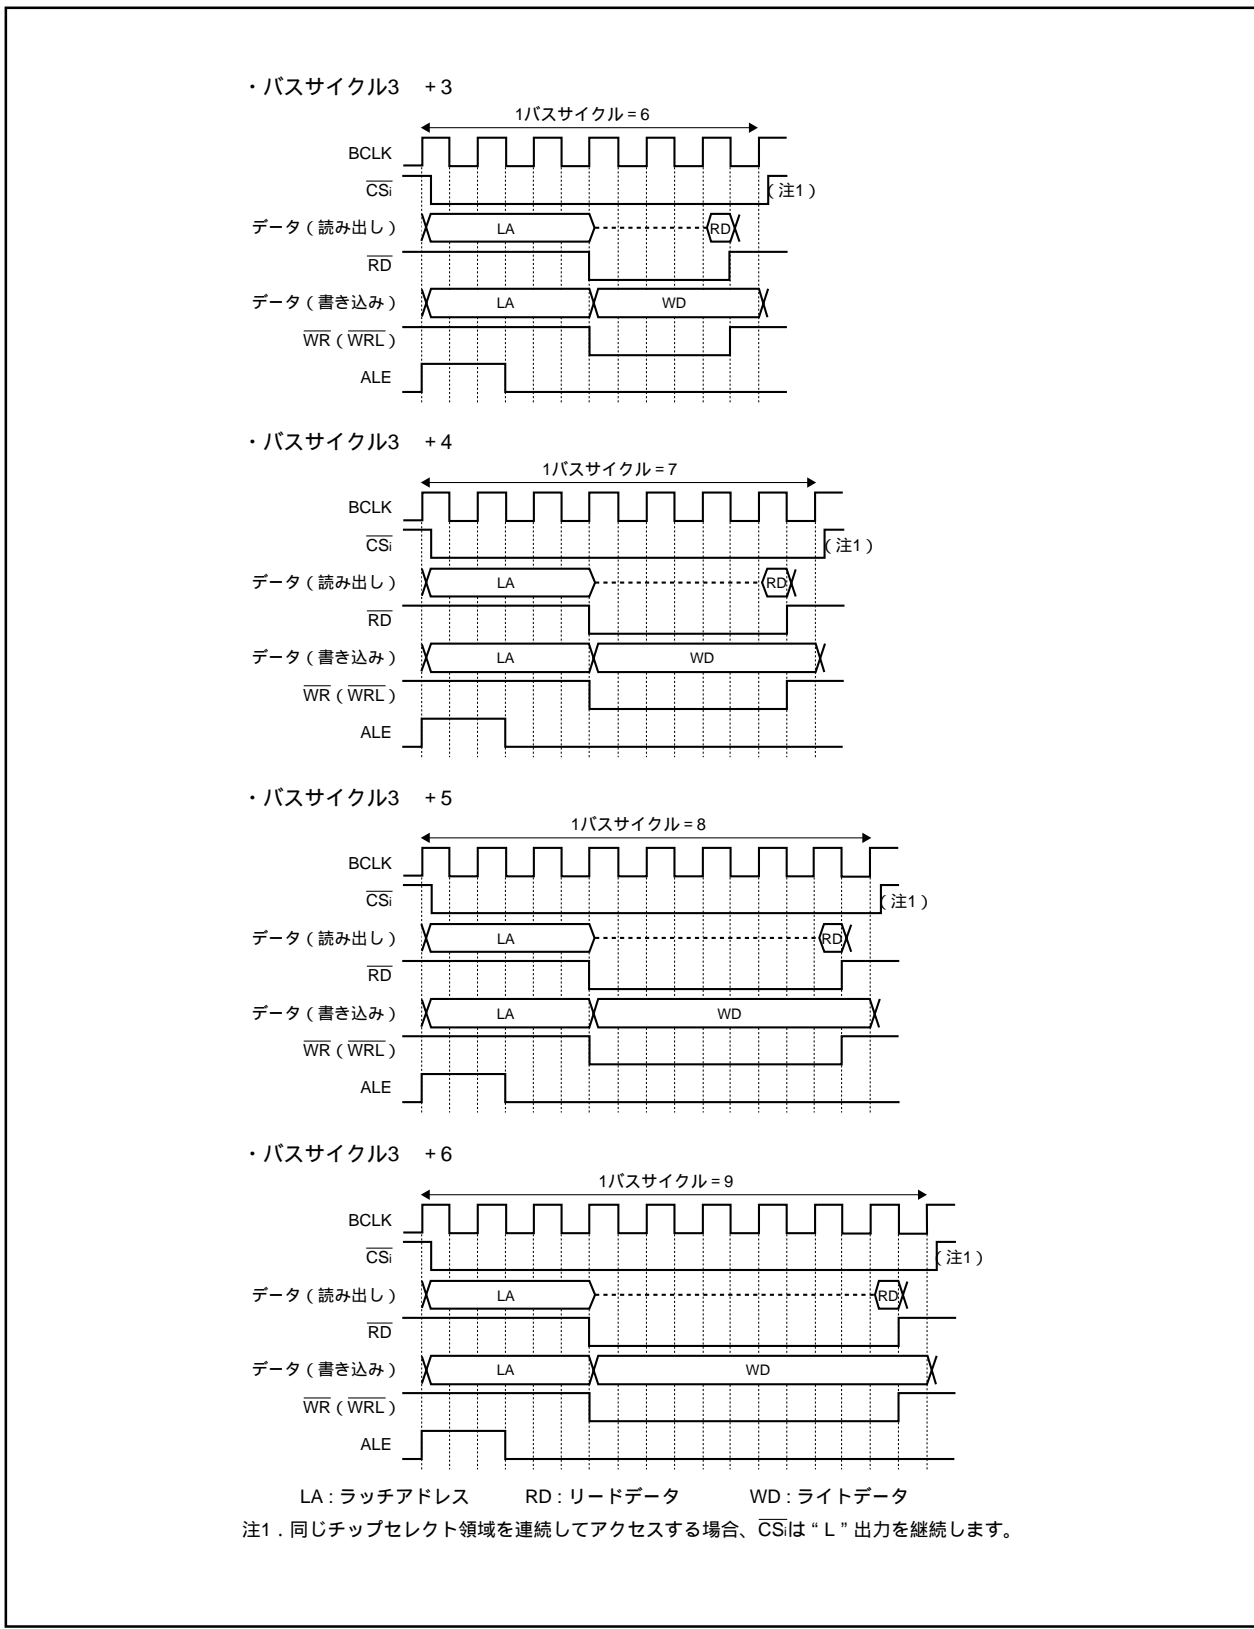 ・バスサイクル3　+3
1バスサイクル=6
BCLK
CSi
(注1)
データ(読み出し)
LA
RD
RD
データ(書き込み)
LA
WD
WR(WRL)
ALE
・バスサイクル3　+4
1バスサイクル=7
BCLK
CSi
(注1)
データ(読み出し)
LA
RD
RD
データ(書き込み)
LA
WD
WR(WRL)
ALE
・バスサイクル3　+5
1バスサイクル=8
BCLK
CSi
(注1)
データ(読み出し)
LA
RD
RD
データ(書き込み)
LA
WD
WR(WRL)
ALE
・バスサイクル3　+6
1バスサイクル=9
BCLK
CSi
(注1)
データ(読み出し)
LA
RD
RD
データ(書き込み)
LA
WD
WR(WRL)
ALE
LA:ラッチアドレス　RD:リードデータ　WD:ライトデータ
注1．同じチップセレクト領域を連続してアクセスする場合、CSiは“L”出力を継続します。